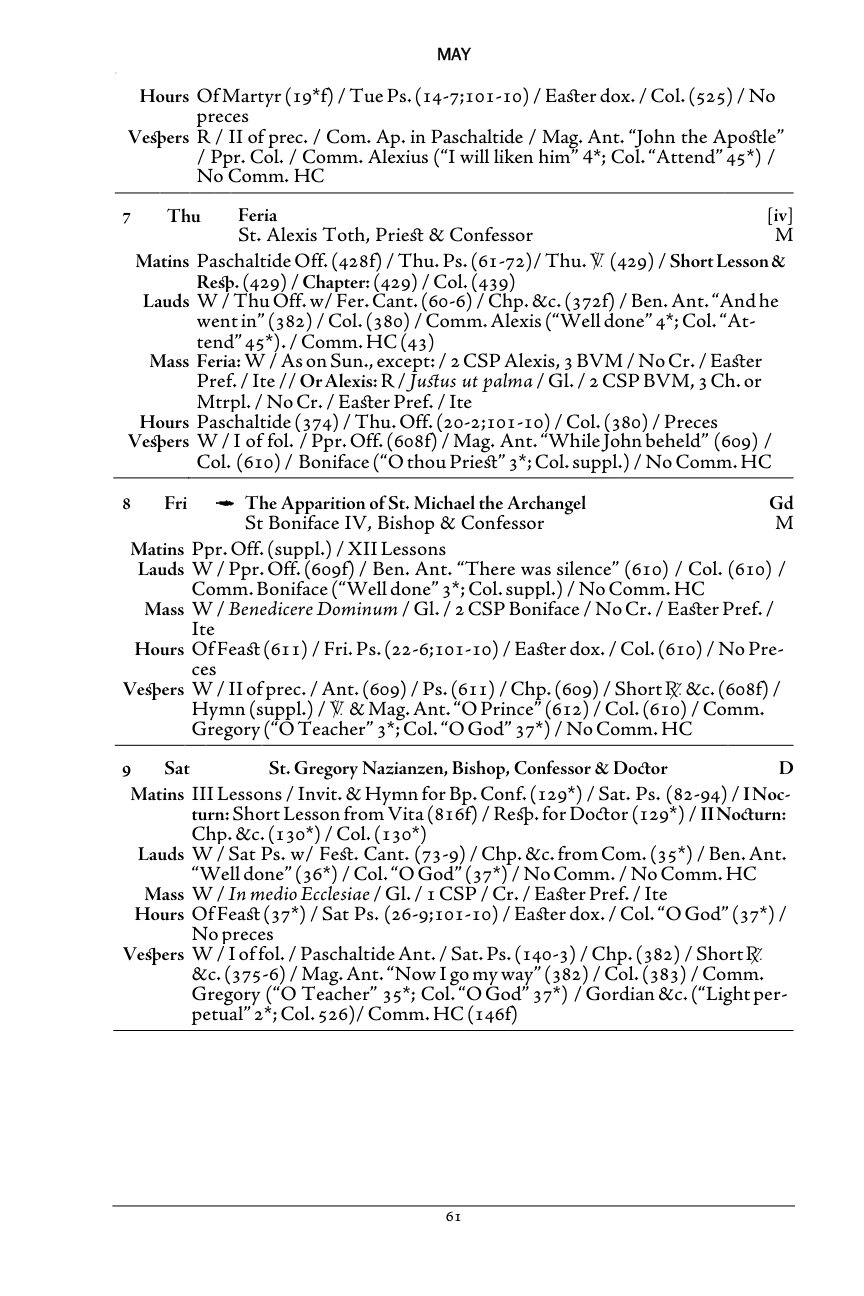 MAY
Hours Of Martyr (19*f) / Tue Ps. (14-7;101-10) / Easter dox. / Col. (525) / No
preces
Vespers R / II of prec. / Com. Ap. in Paschaltide / Mag. Ant. “John the Apostle”
/ Ppr. Col. / Comm. Alexius (“I will liken him” 4*; Col. “Attend” 45*) /
No Comm. HC
7 Thu Feria [iv]
St. Alexis Toth, Priest & Confessor M
Matins Paschaltide Off. (428f) / Thu. Ps. (61-72)/ Thu. ℣. (429) / Short Lesson &
Resp. (429) / Chapter: (429) / Col. (439)
Lauds W / Thu Off. w/ Fer. Cant. (60-6) / Chp. &c. (372f) / Ben. Ant. “And he
went in” (382) / Col. (380) / Comm. Alexis (“Well done” 4*; Col. “At-
tend” 45*). / Comm. HC (43)
Mass Feria: W / As on Sun., except: / 2 CSP Alexis, 3 BVM / No Cr. / Easter
Pref. / Ite // Or Alexis: R / Justus ut palma / Gl. / 2 CSP BVM, 3 Ch. or
Mtrpl. / No Cr. / Easter Pref. / Ite
Hours Paschaltide (374) / Thu. Off. (20-2;101-10) / Col. (380) / Preces
Vespers W / I of fol. / Ppr. Off. (608f) / Mag. Ant. “While John beheld” (609) /
Col. (610) / Boniface (“O thou Priest” 3*; Col. suppl.) / No Comm. HC
8 Fri The Apparition of St. Michael the Archangel Gd
St Boniface IV, Bishop & Confessor M
Matins Ppr. Off. (suppl.) / XII Lessons
Lauds W / Ppr. Off. (609f) / Ben. Ant. “There was silence” (610) / Col. (610) /
Comm. Boniface (“Well done” 3*; Col. suppl.) / No Comm. HC
Mass W / Benedicere Dominum / Gl. / 2 CSP Boniface / No Cr. / Easter Pref. /
Ite
Hours Of Feast (611) / Fri. Ps. (22-6;101-10) / Easter dox. / Col. (610) / No Pre-
ces
Vespers W / II of prec. / Ant. (609) / Ps. (611) / Chp. (609) / Short ℟. &c. (608f) /
Hymn (suppl.) / ℣. & Mag. Ant. “O Prince” (612) / Col. (610) / Comm.
Gregory (“O Teacher” 3*; Col. “O God” 37*) / No Comm. HC
9 Sat St. Gregory Nazianzen, Bishop, Confessor & Doctor D
Matins III Lessons / Invit. & Hymn for Bp. Conf. (129*) / Sat. Ps. (82-94) / I Noc-
turn: Short Lesson from Vita (816f) / Resp. for Doctor (129*) / II Nocturn:
Chp. &c. (130*) / Col. (130*)
Lauds W / Sat Ps. w/ Fest. Cant. (73-9) / Chp. &c. from Com. (35*) / Ben. Ant.
“Well done” (36*) / Col. “O God” (37*) / No Comm. / No Comm. HC
Mass W / In medio Ecclesiae / Gl. / 1 CSP / Cr. / Easter Pref. / Ite
Hours Of Feast (37*) / Sat Ps. (26-9;101-10) / Easter dox. / Col. “O God” (37*) /
No preces
Vespers W / I of fol. / Paschaltide Ant. / Sat. Ps. (140-3) / Chp. (382) / Short ℟.
&c. (375-6) / Mag. Ant. “Now I go my way” (382) / Col. (383) / Comm.
Gregory (“O Teacher” 35*; Col. “O God” 37*) / Gordian &c. (“Light per-
petual” 2*; Col. 526)/ Comm. HC (146f)
61